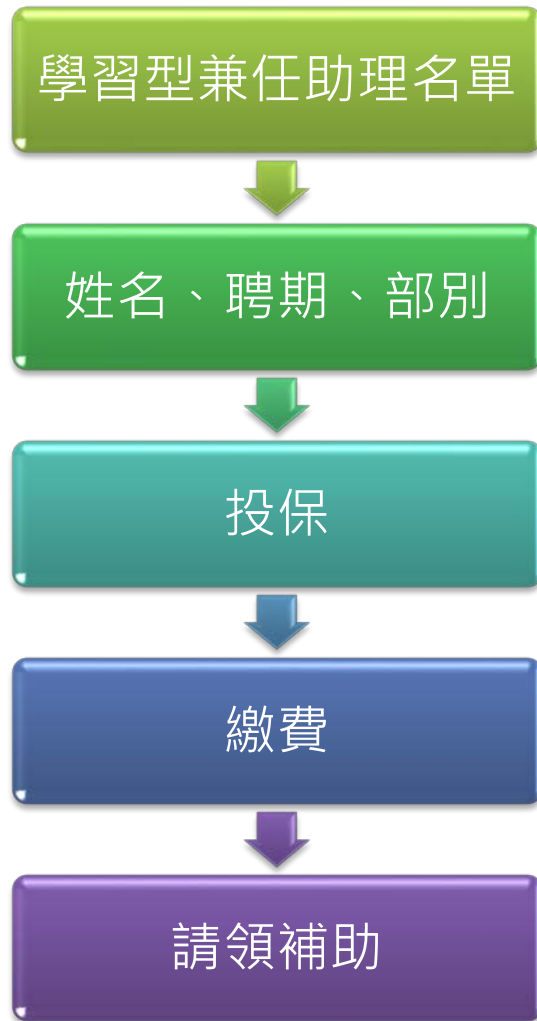 學習型兼任助理名單
姓名、聘期、部別
投保
繳費
請領補助